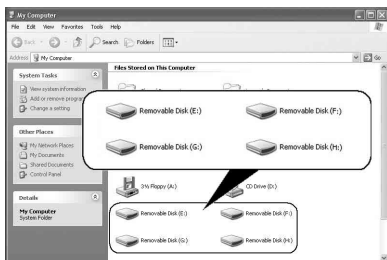 My Computer
File Edit View Favorites Tools Help
Back Search Folders
Address My Computer Go
System Tasks
View system information
Add or remove programs
Change a setting
Other Places
My Network Places
My Documents
Shared Documents
Control Panel
Details
My Computer
System Folder
Files Stored on This Computer
Removable Disk (E:) Removable Disk (F:)
Removable Disk (G:) Removable Disk (H:)
3½ Floppy (A:) CD Drive (D:)
Removable Disk (E:) Removable Disk (F:)
Removable Disk (G:) Removable Disk (H:)